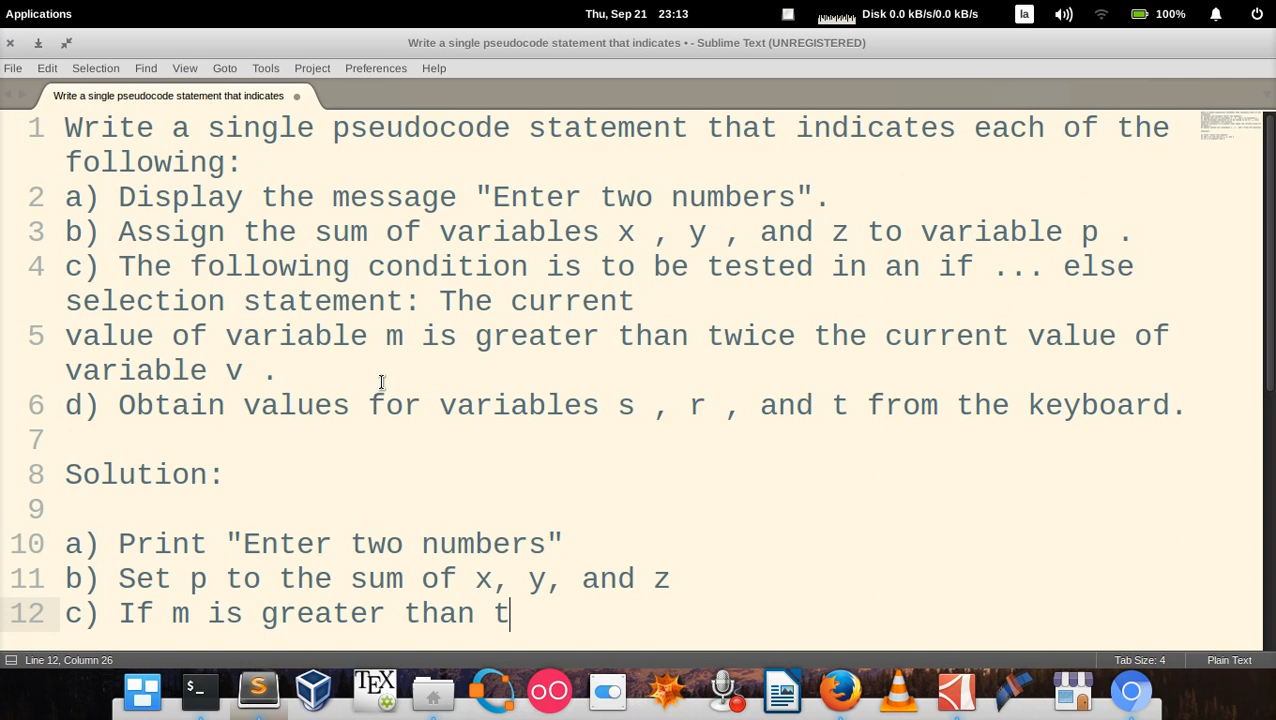 Applications Thu, Sep 21 23:13 Disk 0.0 kB/s/0.0 kB/s la 100%
Write a single pseudocode statement that indicates • - Sublime Text (UNREGISTERED)
File Edit Selection Find View Goto Tools Project Preferences Help
Write a single pseudocode statement that indicates
1 Write a single pseudocode statement that indicates each of the
following:
2 a) Display the message "Enter two numbers".
3 b) Assign the sum of variables x , y , and z to variable p .
4 c) The following condition is to be tested in an if ... else
selection statement: The current
5 value of variable m is greater than twice the current value of
variable v .
6 d) Obtain values for variables s , r , and t from the keyboard.
7
8 Solution:
9
10 a) Print "Enter two numbers"
11 b) Set p to the sum of x, y, and z
12 c) If m is greater than t
Line 12, Column 26 Tab Size: 4 Plain Text
TEX